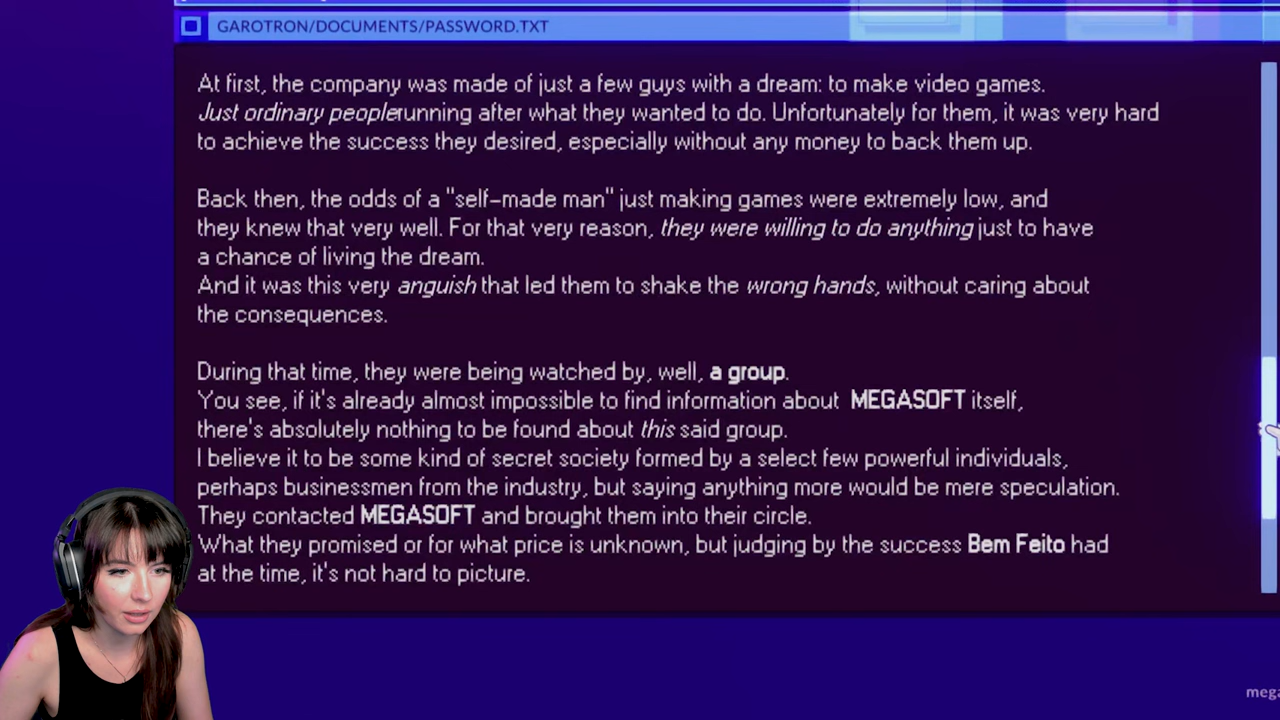 GAROTRON/DOCUMENTS/PASSWORD.TXT
At first, the company was made of just a few guys with a dream: to make video games.
Just ordinary people running after what they wanted to do. Unfortunately for them, it was very hard
to achieve the success they desired, especially without any money to back them up.
Back then, the odds of a "self-made man" just making games were extremely low, and
they knew that very well. For that very reason, they were willing to do anything just to have
a chance of living the dream.
And it was this very anguish that led them to shake the wrong hands, without caring about
the consequences.
During that time, they were being watched by, well, a group.
You see, if it's already almost impossible to find information about MEGASOFT itself,
there's absolutely nothing to be found about this said group.
I believe it to be some kind of secret society formed by a select few powerful individuals,
perhaps businessmen from the industry, but saying anything more would be mere speculation.
They contacted MEGASOFT and brought them into their circle.
What they promised or for what price is unknown, but judging by the success Bem Feito had
at the time, it's not hard to picture.